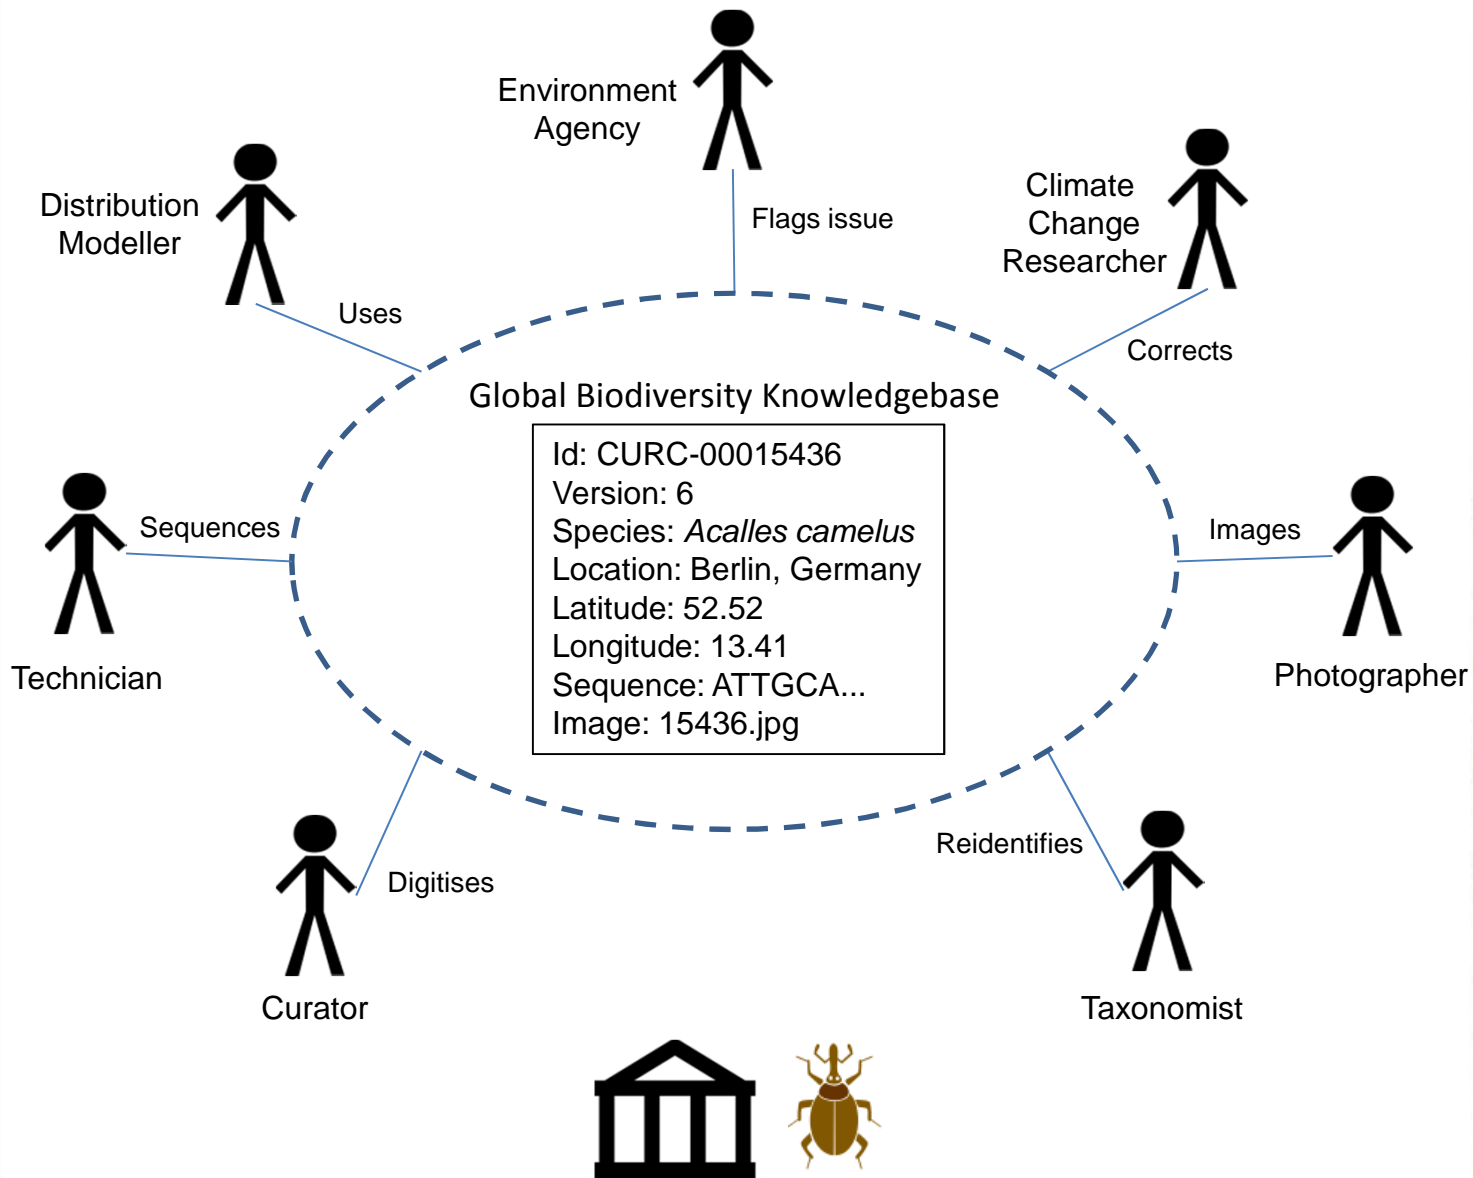 Environment
Agency
Distribution
Modeller
Climate
Change
Researcher
Flags issue
Uses
Corrects
Global Biodiversity Knowledgebase
Id: CURC-00015436
Version: 6
Species: Acalles camelus
Location: Berlin, Germany
Latitude: 52.52
Longitude: 13.41
Sequence: ATTGCA...
Image: 15436.jpg
Sequences
Images
Technician
Photographer
Digitises
Reidentifies
Curator
Taxonomist